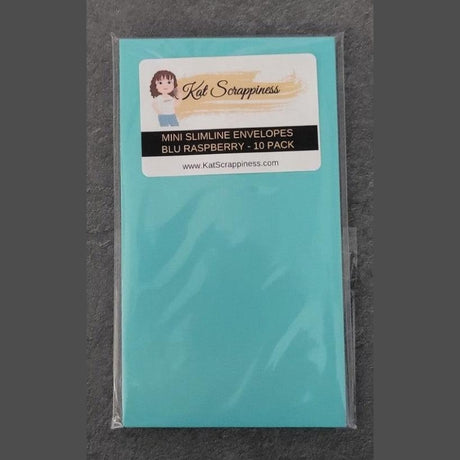 Kat Scrappiness
MINI SLIMLINE ENVELOPES
BLU RASPBERRY - 10 PACK
www.KatScrappiness.com